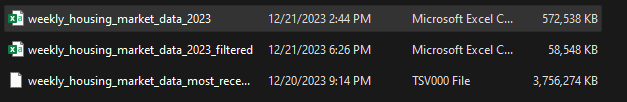 weekly_housing_market_data_2023 12/21/2023 2:44 PM Microsoft Excel C... 572,538 KB
weekly_housing_market_data_2023_filtered 12/21/2023 6:26 PM Microsoft Excel C... 58,548 KB
weekly_housing_market_data_most_rece... 12/20/2023 9:14 PM TSV000 File 3,756,274 KB